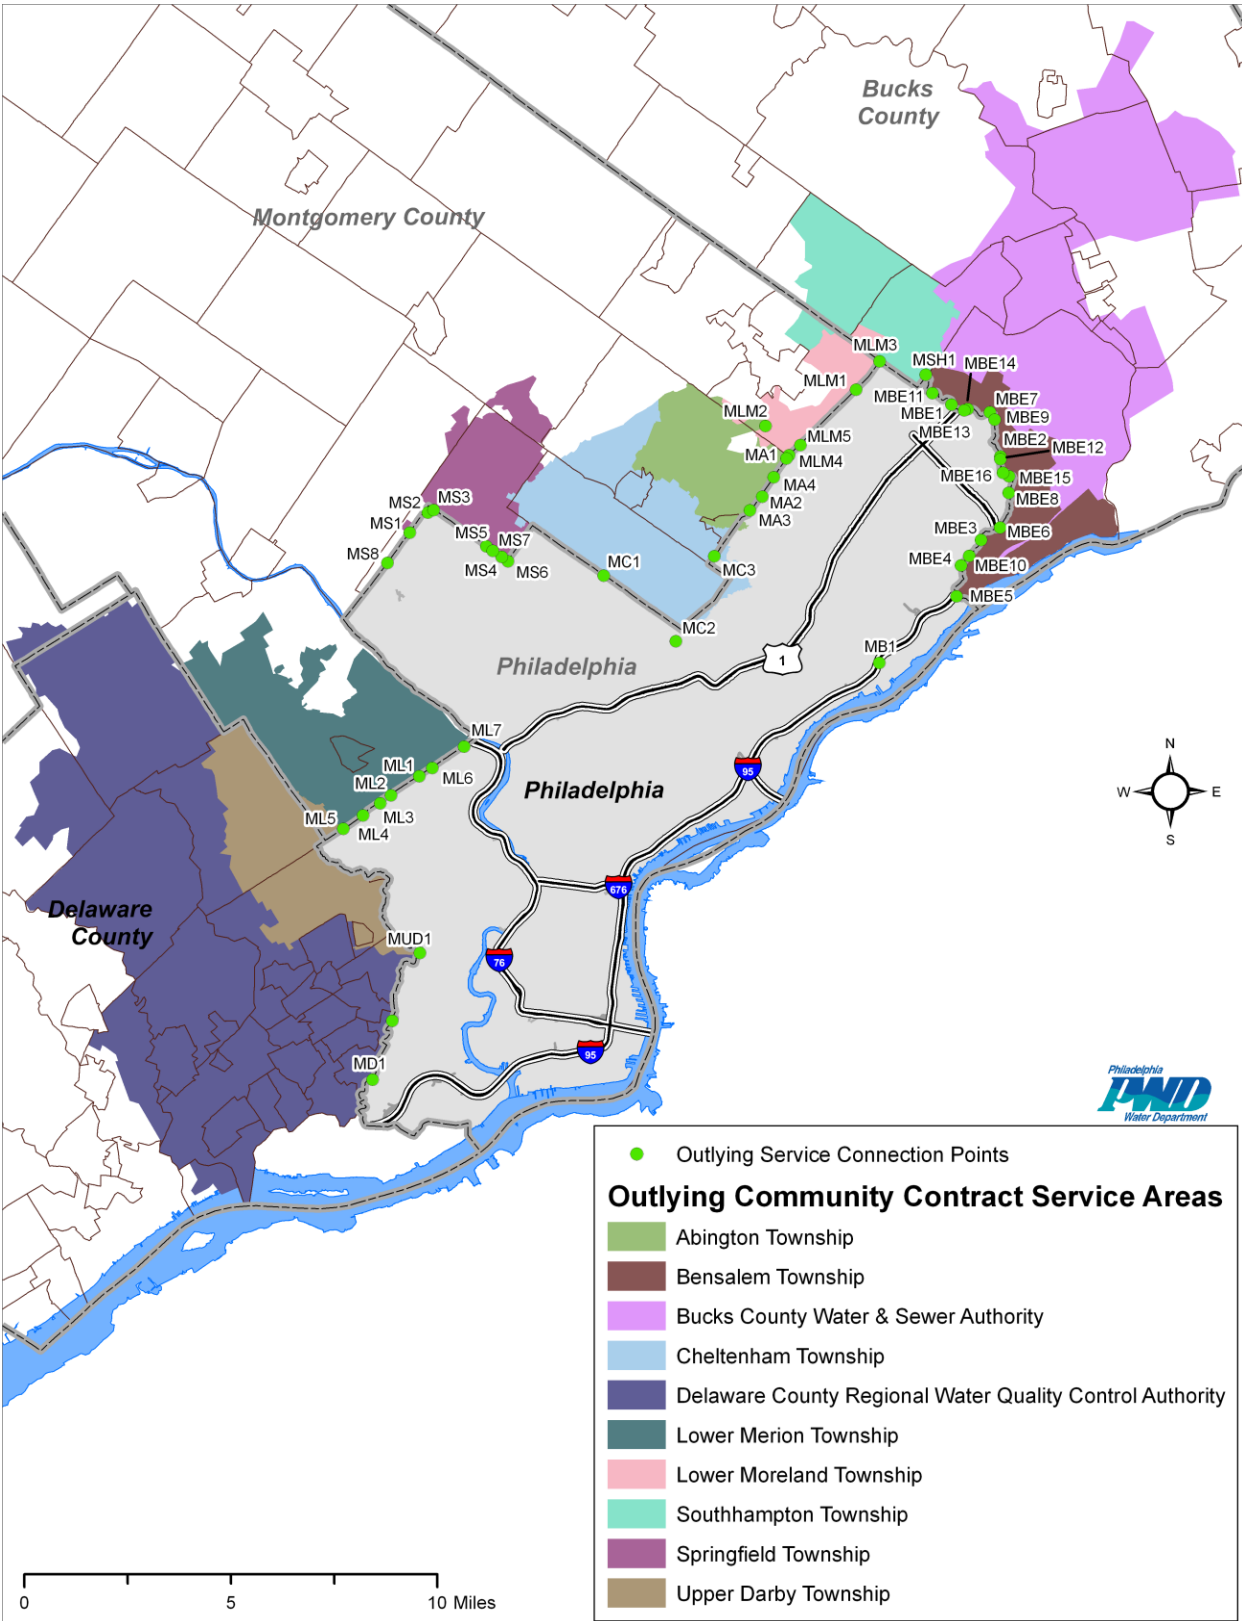 Bucks
County
Montgomery County
MLM3
MSH1
MBE14
MLM1
MBE11
MBE7
MBE1
MBE9
MLM2
MBE13
MLM5
MBE2
MBE12
MA1
MLM4
MBE16
MBE15
MA4
MBE8
MS2
MS3
MA2
MA3
MS1
MS5
MS7
MBE3
MBE6
MS8
MS4
MS6
MC1
MC3
MBE4
MBE10
MBE5
MC2
MB1
Philadelphia
1
ML7
ML1
ML6
ML2
ML3
ML5
ML4
Philadelphia
95
N
W
E
S
676
Delaware
County
MUD1
76
95
MD1
Philadelphia
PWD
Water Department
Outlying Service Connection Points
Outlying Community Contract Service Areas
Abington Township
Bensalem Township
Bucks County Water & Sewer Authority
Cheltenham Township
Delaware County Regional Water Quality Control Authority
Lower Merion Township
Lower Moreland Township
Southhampton Township
Springfield Township
Upper Darby Township
0
5
10 Miles